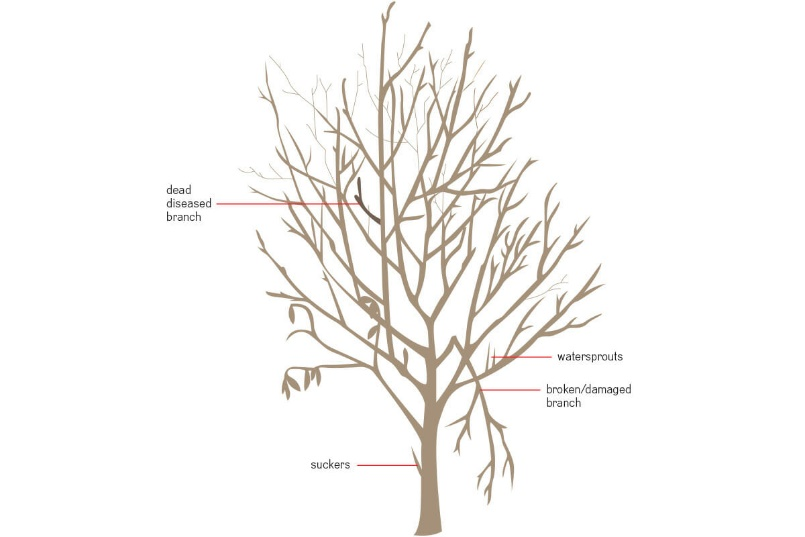 dead
diseased
branch
watersprouts
broken/damaged
branch
suckers